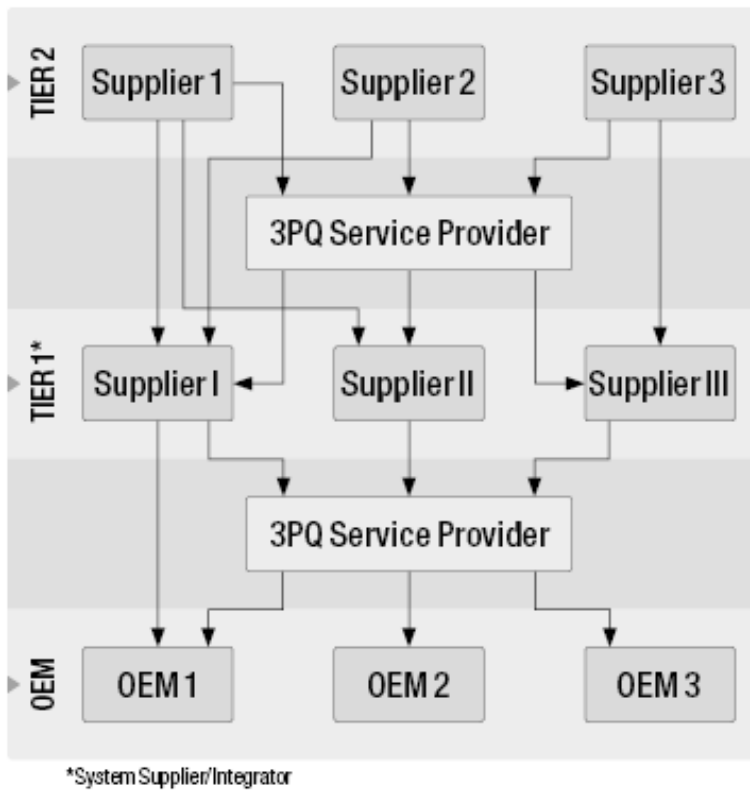 TIER 2
Supplier 1
Supplier 2
Supplier 3
3PQ Service Provider
TIER 1*
Supplier I
Supplier II
Supplier III
3PQ Service Provider
OEM
OEM 1
OEM 2
OEM 3
*System Supplier/Integrator